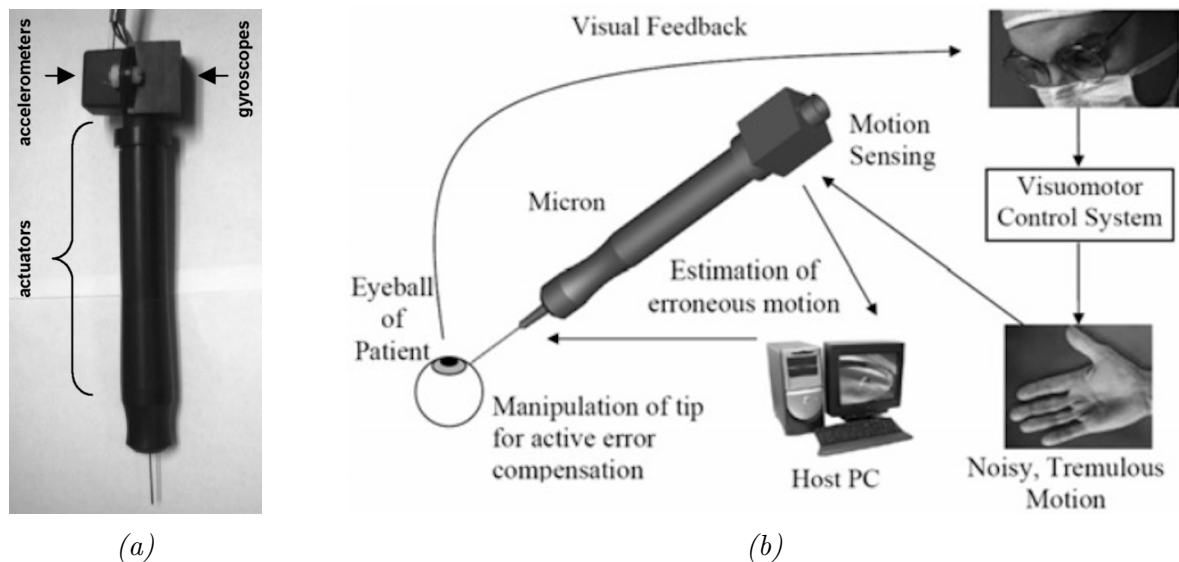 accelerometers
gyroscopes
actuators
(a)
Visual Feedback
Motion
Sensing
Visuomotor
Control System
Micron
Estimation of
erroneous motion
Eyeball
of
Patient
Manipulation of tip
for active error
compensation
Host PC
Noisy, Tremulous
Motion
(b)